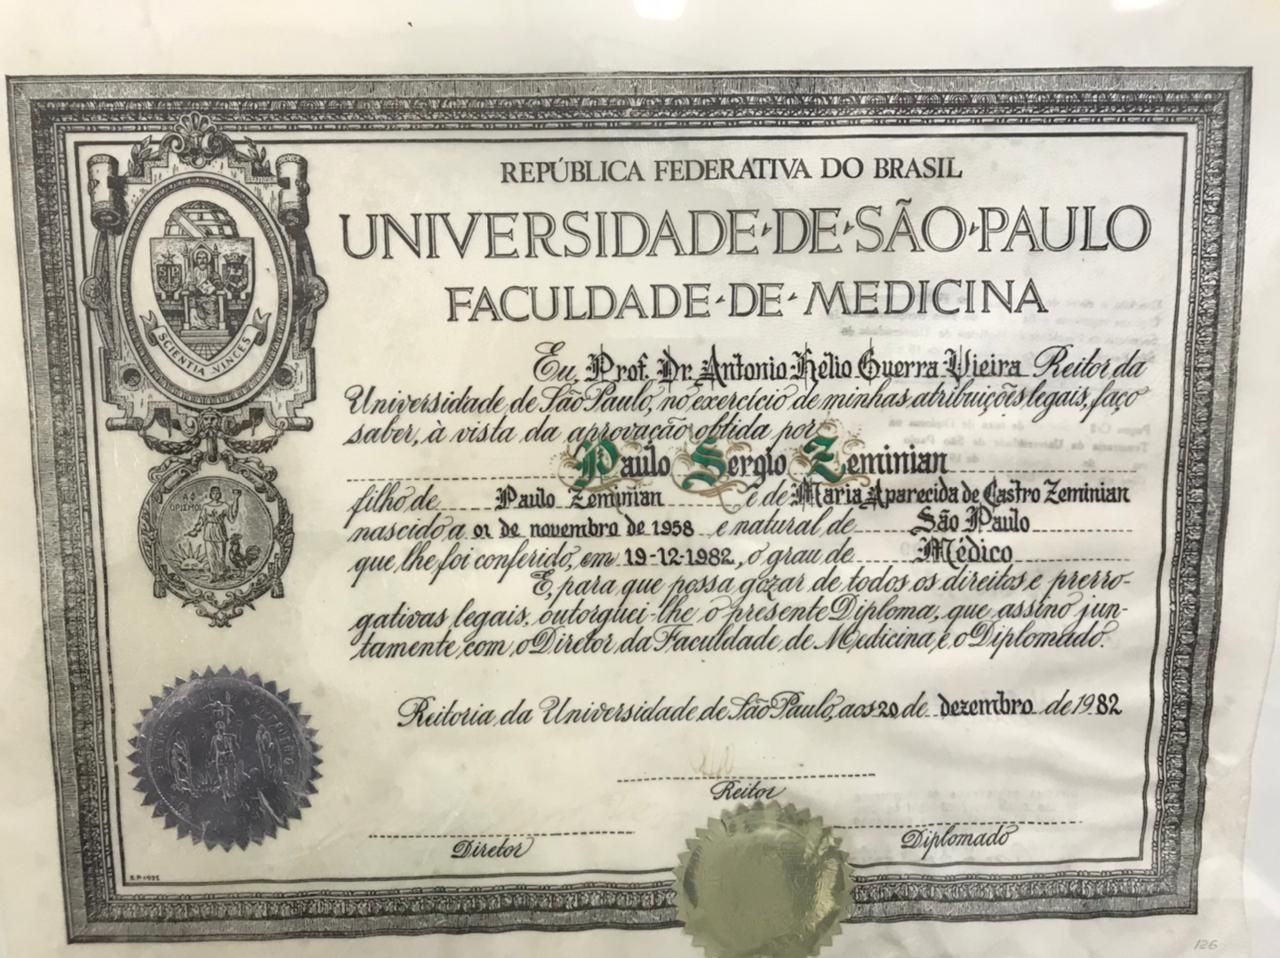 REPÚBLICA FEDERATIVA DO BRASIL
UNIVERSIDADE·DE·SÃO·PAULO
FACULDADE·DE·MEDICINA
SCIENTIA VINCES
Eu, Prof. Dr. Antonio Hélio Guerra Vieira Reitor da
Universidade de São Paulo, no exercício de minhas atribuições legais, faço
saber, à vista da aprovação obtida por
Paulo Sergio Zeminian
filho de Paulo Zeminian e de Maria Aparecida de Castro Zeminian
nascido a 01 de novembro de 1958 e natural de São Paulo
que lhe foi conferido, em 19-12-1982, o grau de Médico
E, para que possa gozar de todos os direitos e prerro-
gativas legais, outorguei-lhe o presente Diploma, que assino jun-
tamente com o Diretor da Faculdade de Medicina e o Diplomado.
Reitoria da Universidade de São Paulo, aos 20 de dezembro de 1982
Reitor
Diretor
Diplomado
126